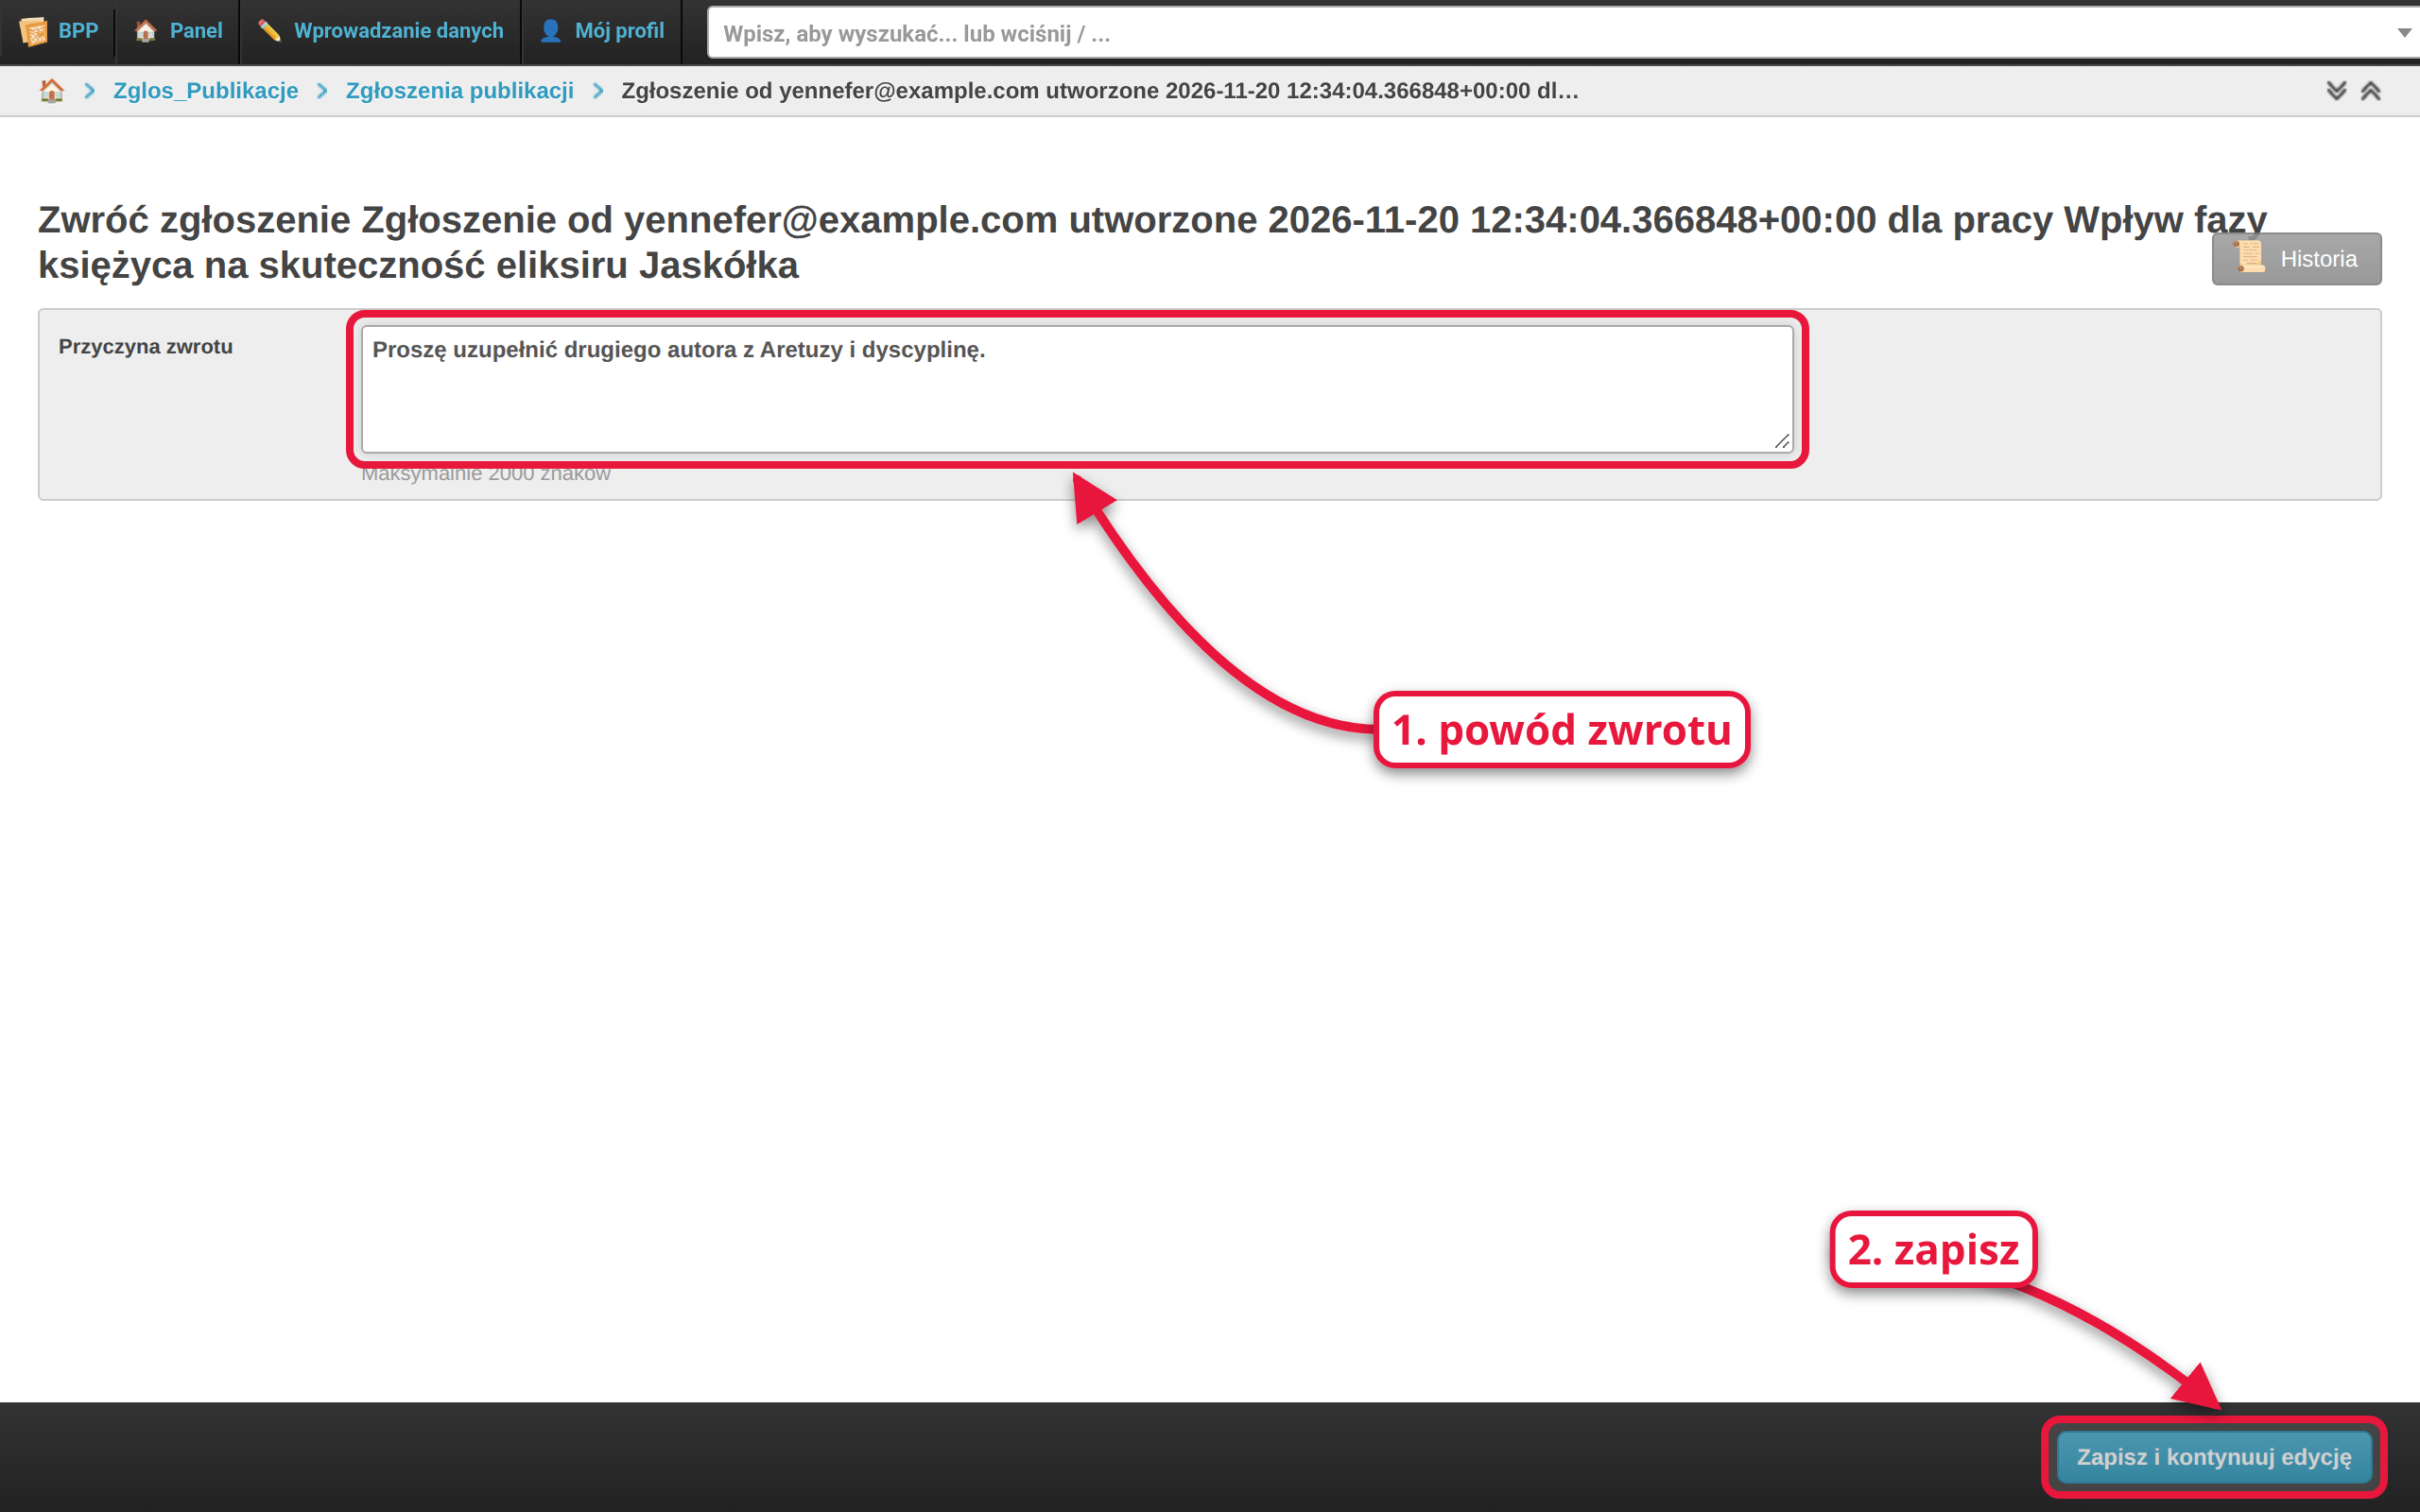 BPP Panel Wprowadzanie danych Mój profil Wpisz, aby wyszukać... lub wciśnij / ...
Zglos_Publikacje Zgłoszenia publikacji Zgłoszenie od yennefer@example.com utworzone 2026-11-20 12:34:04.366848+00:00 dl…
Zwróć zgłoszenie Zgłoszenie od yennefer@example.com utworzone 2026-11-20 12:34:04.366848+00:00 dla pracy Wpływ fazy
księżyca na skuteczność eliksiru Jaskółka
Historia
Przyczyna zwrotu
Proszę uzupełnić drugiego autora z Aretuzy i dyscyplinę.
Maksymalnie 2000 znaków
1. powód zwrotu
2. zapisz
Zapisz i kontynuuj edycję